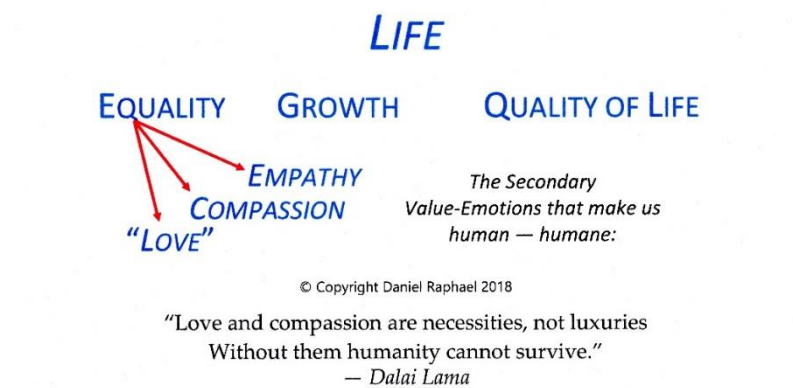 LIFE
EQUALITY GROWTH QUALITY OF LIFE
EMPATHY
COMPASSION
“LOVE”
The Secondary
Value-Emotions that make us
human — humane:
© Copyright Daniel Raphael 2018
“Love and compassion are necessities, not luxuries
Without them humanity cannot survive.”
— Dalai Lama